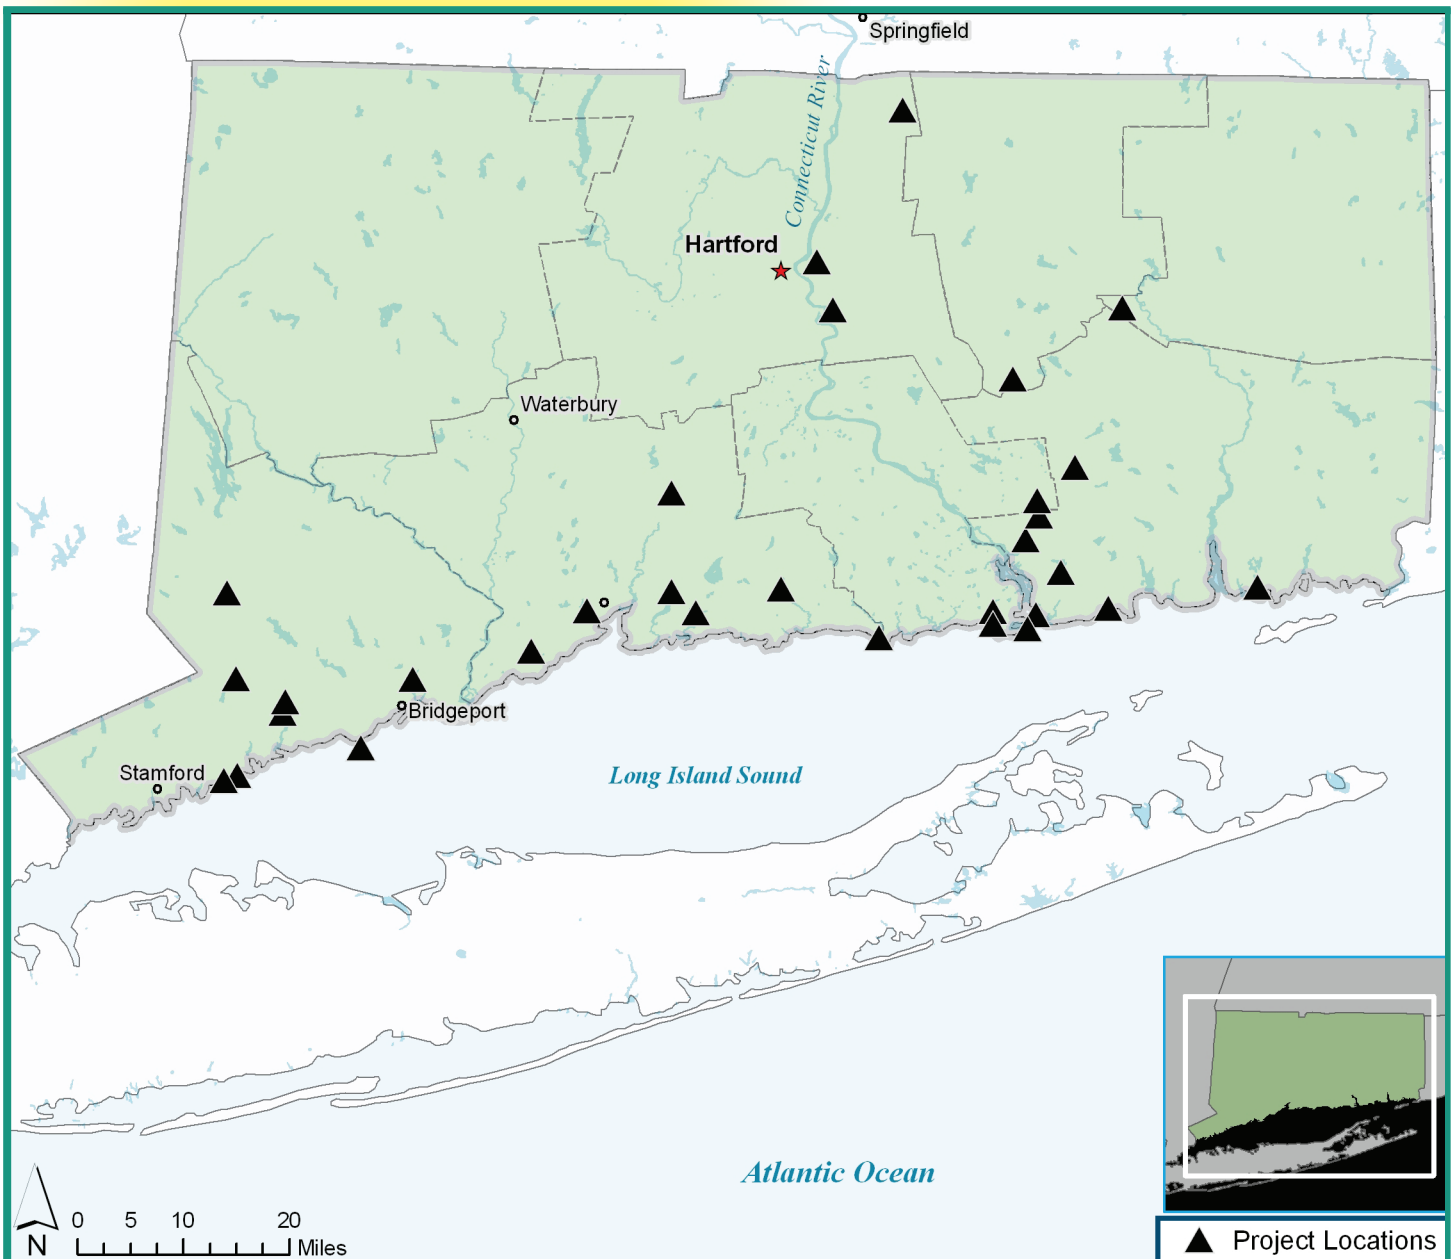 Springfield
Connecticut River
Hartford
Waterbury
Bridgeport
Stamford
Long Island Sound
Atlantic Ocean
N
0 5 10 20
Miles
Project Locations